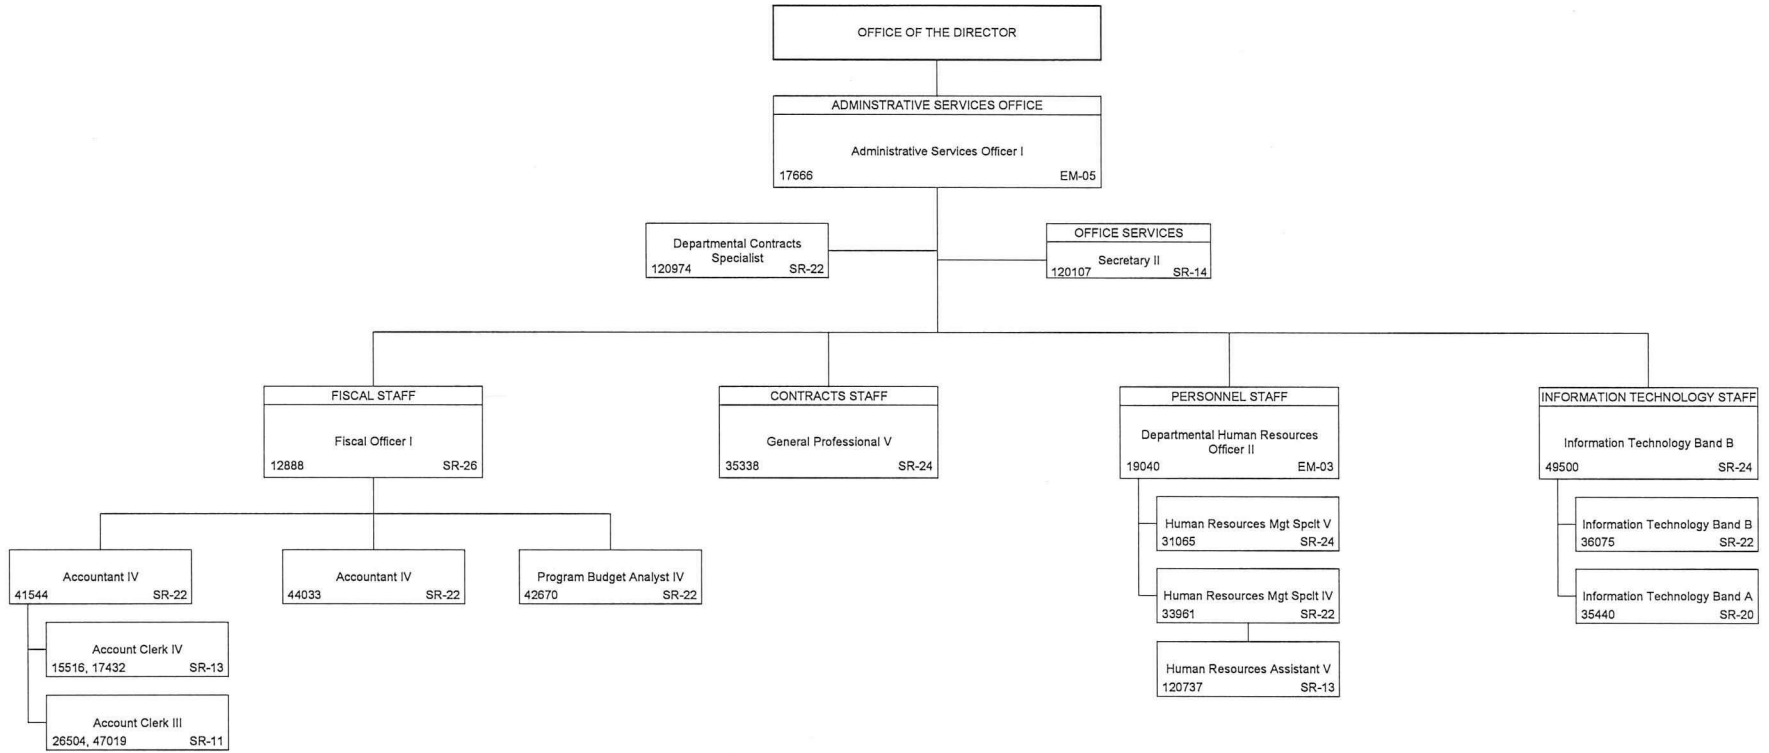 OFFICE OF THE DIRECTOR
ADMINSTRATIVE SERVICES OFFICE
Administrative Services Officer I
17666 EM-05
Departmental Contracts
Specialist
120974 SR-22
OFFICE SERVICES
Secretary II
120107 SR-14
FISCAL STAFF
Fiscal Officer I
12888 SR-26
CONTRACTS STAFF
General Professional V
35338 SR-24
PERSONNEL STAFF
Departmental Human Resources
Officer II
19040 EM-03
INFORMATION TECHNOLOGY STAFF
Information Technology Band B
49500 SR-24
Accountant IV
41544 SR-22
Account Clerk IV
15516, 17432 SR-13
Account Clerk III
26504, 47019 SR-11
Accountant IV
44033 SR-22
Program Budget Analyst IV
42670 SR-22
Human Resources Mgt Spclt V
31065 SR-24
Human Resources Mgt Spclt IV
33961 SR-22
Human Resources Assistant V
120737 SR-13
Information Technology Band B
36075 SR-22
Information Technology Band A
35440 SR-20